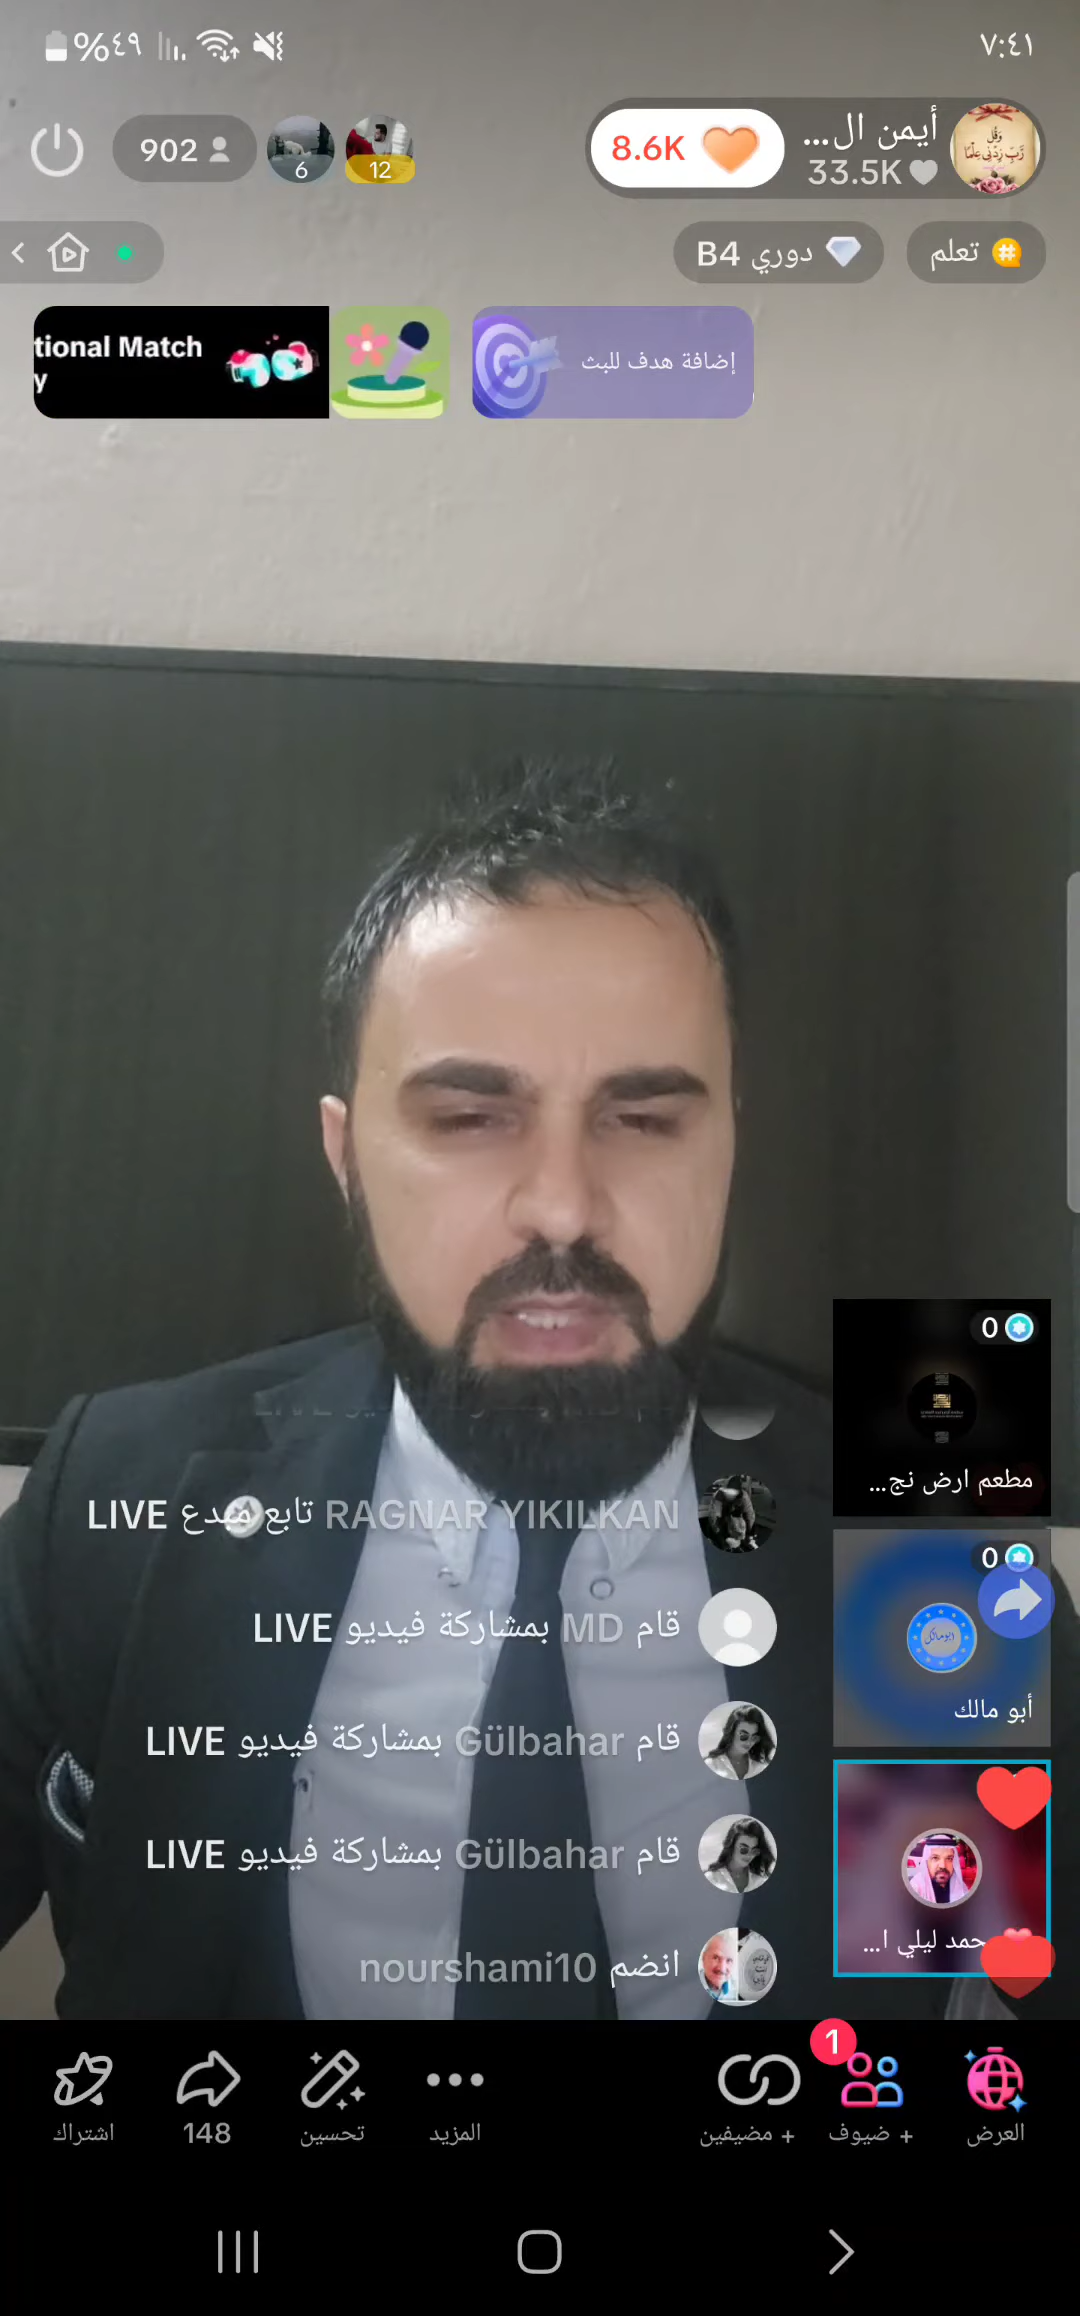 ٧:٤١
%٤٩
أيمن ال...
33.5K
8.6K
12
6
902
وَقُل
رَّبِّ زِدْنِي عِلْمًا
تعلم
دوري B4
إضافة هدف للبث
tional Match
y
0
مطعم ارض نج...
0
ابومالك
أبو مالك
حمد ليلي ا...
RAGNAR YIKILKAN تابع مبدع LIVE
قام MD بمشاركة فيديو LIVE
قام Gülbahar بمشاركة فيديو LIVE
قام Gülbahar بمشاركة فيديو LIVE
انضم nourshami10
العرض
1
+ ضيوف
+ مضيفين
المزيد
تحسين
148
اشتراك